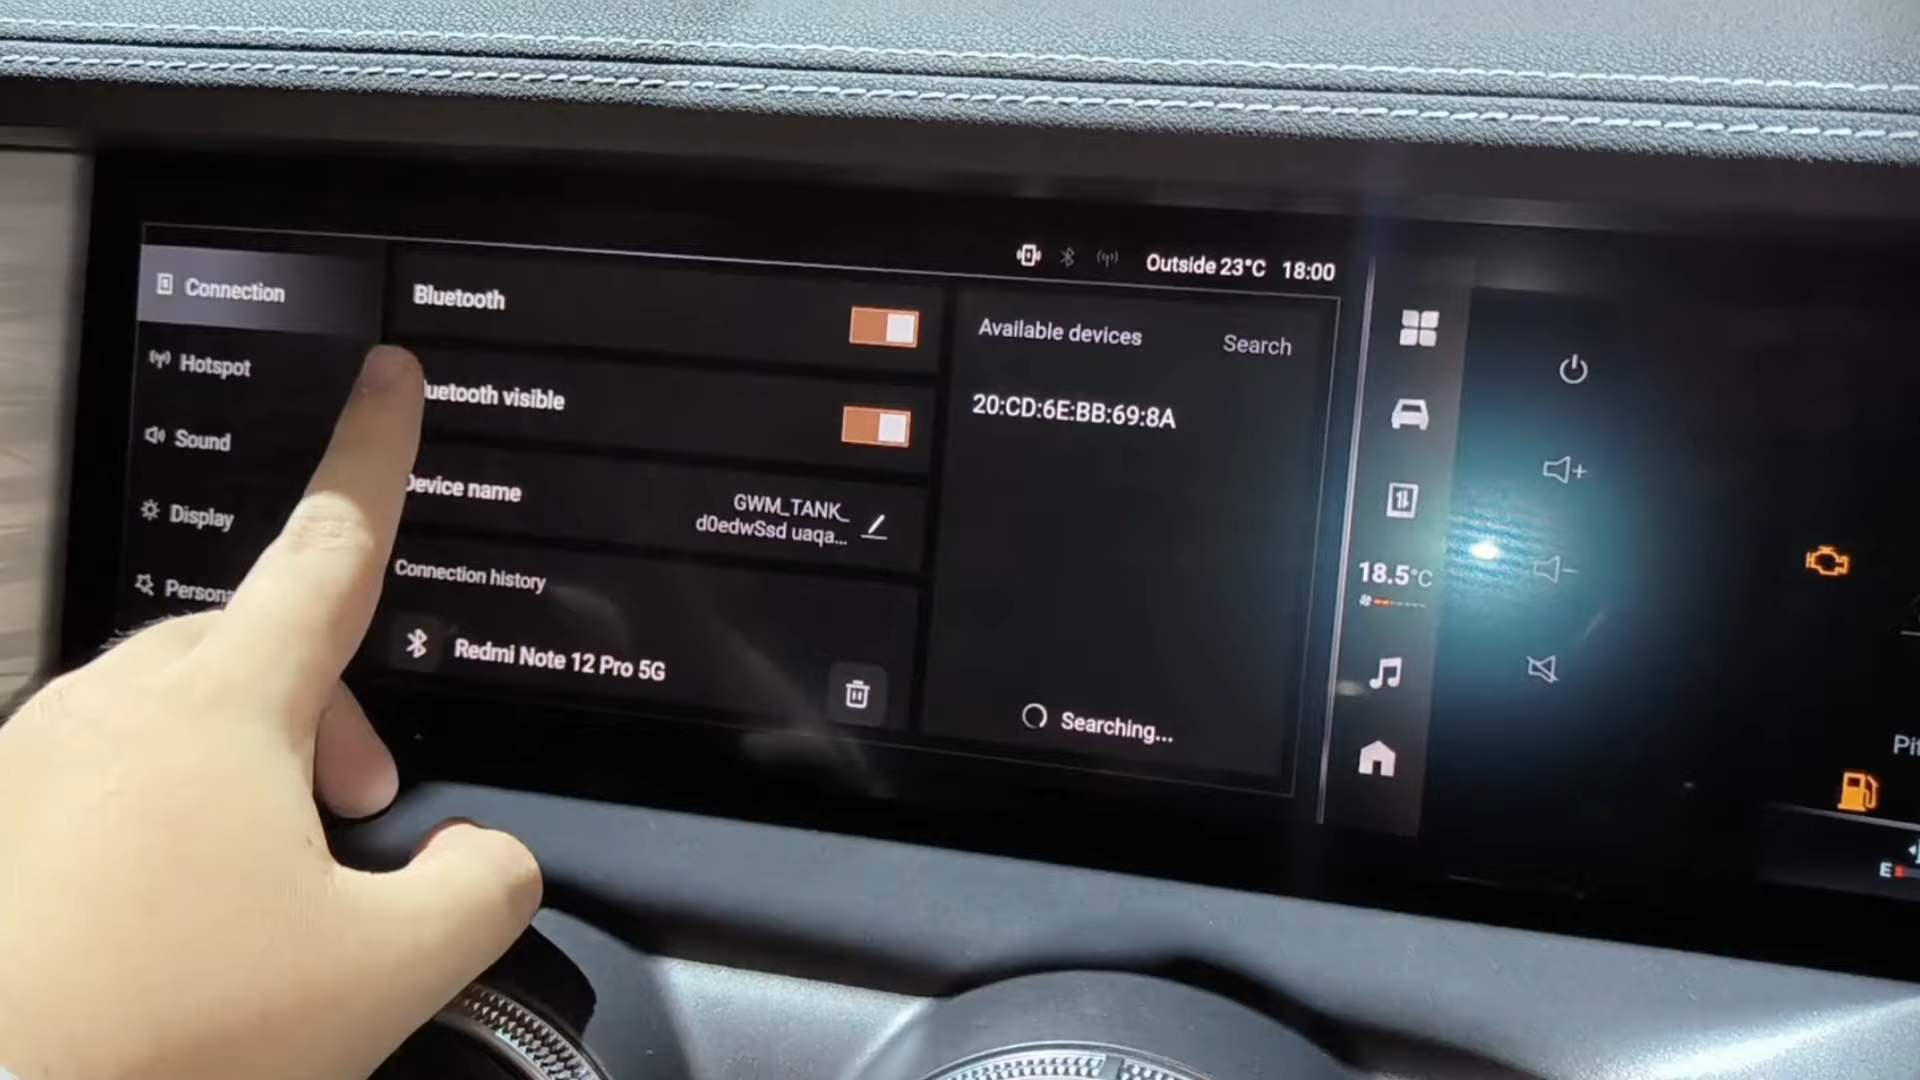 Outside 23°C 18:00
Connection
Hotspot
Sound
Display
Bluetooth
uetooth visible
Device name
GWM_TANK_
d0edwSsd uaqa...
Connection history
Redmi Note 12 Pro 5G
Available devices
Search
20:CD:6E:BB:69:8A
Searching...
18.5°C
E